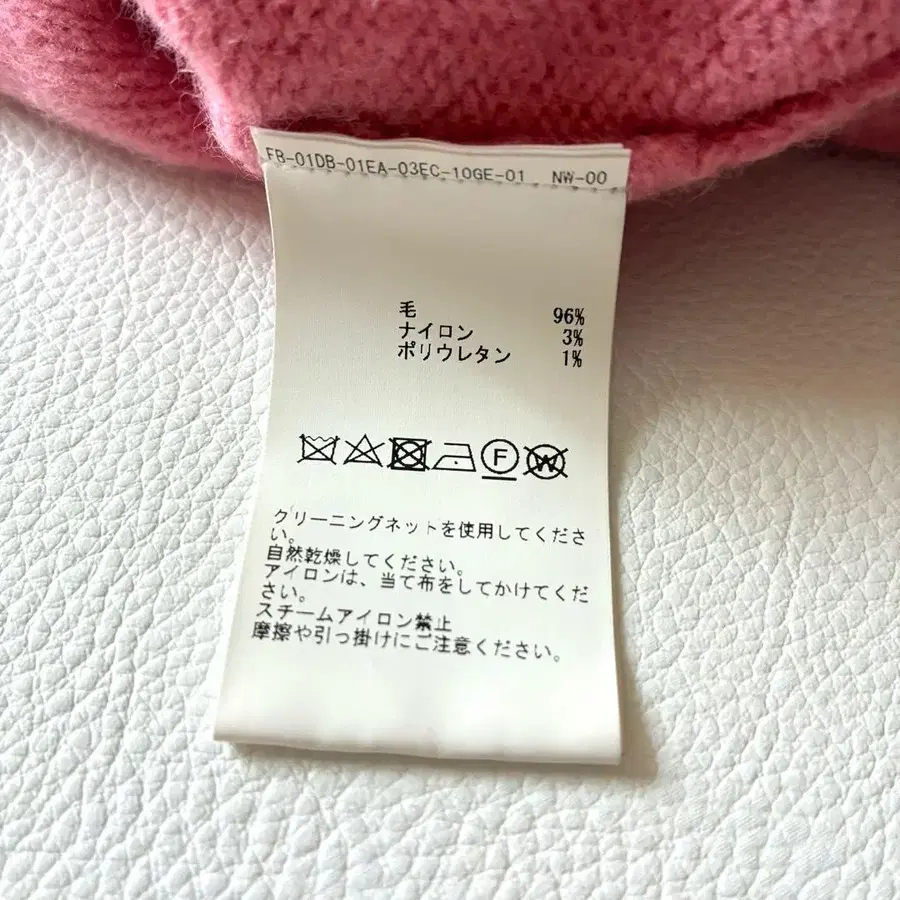 FB-01DB-01EA-03EC-10GE-01 NW-00
毛 96%
ナイロン 3%
ポリウレタン 1%
F W
クリーニングネットを使用してくださ
い。
自然乾燥してください。
アイロンは、当て布をしてかけてくだ
さい。
スチームアイロン禁止
摩擦や引っ掛けにご注意ください。